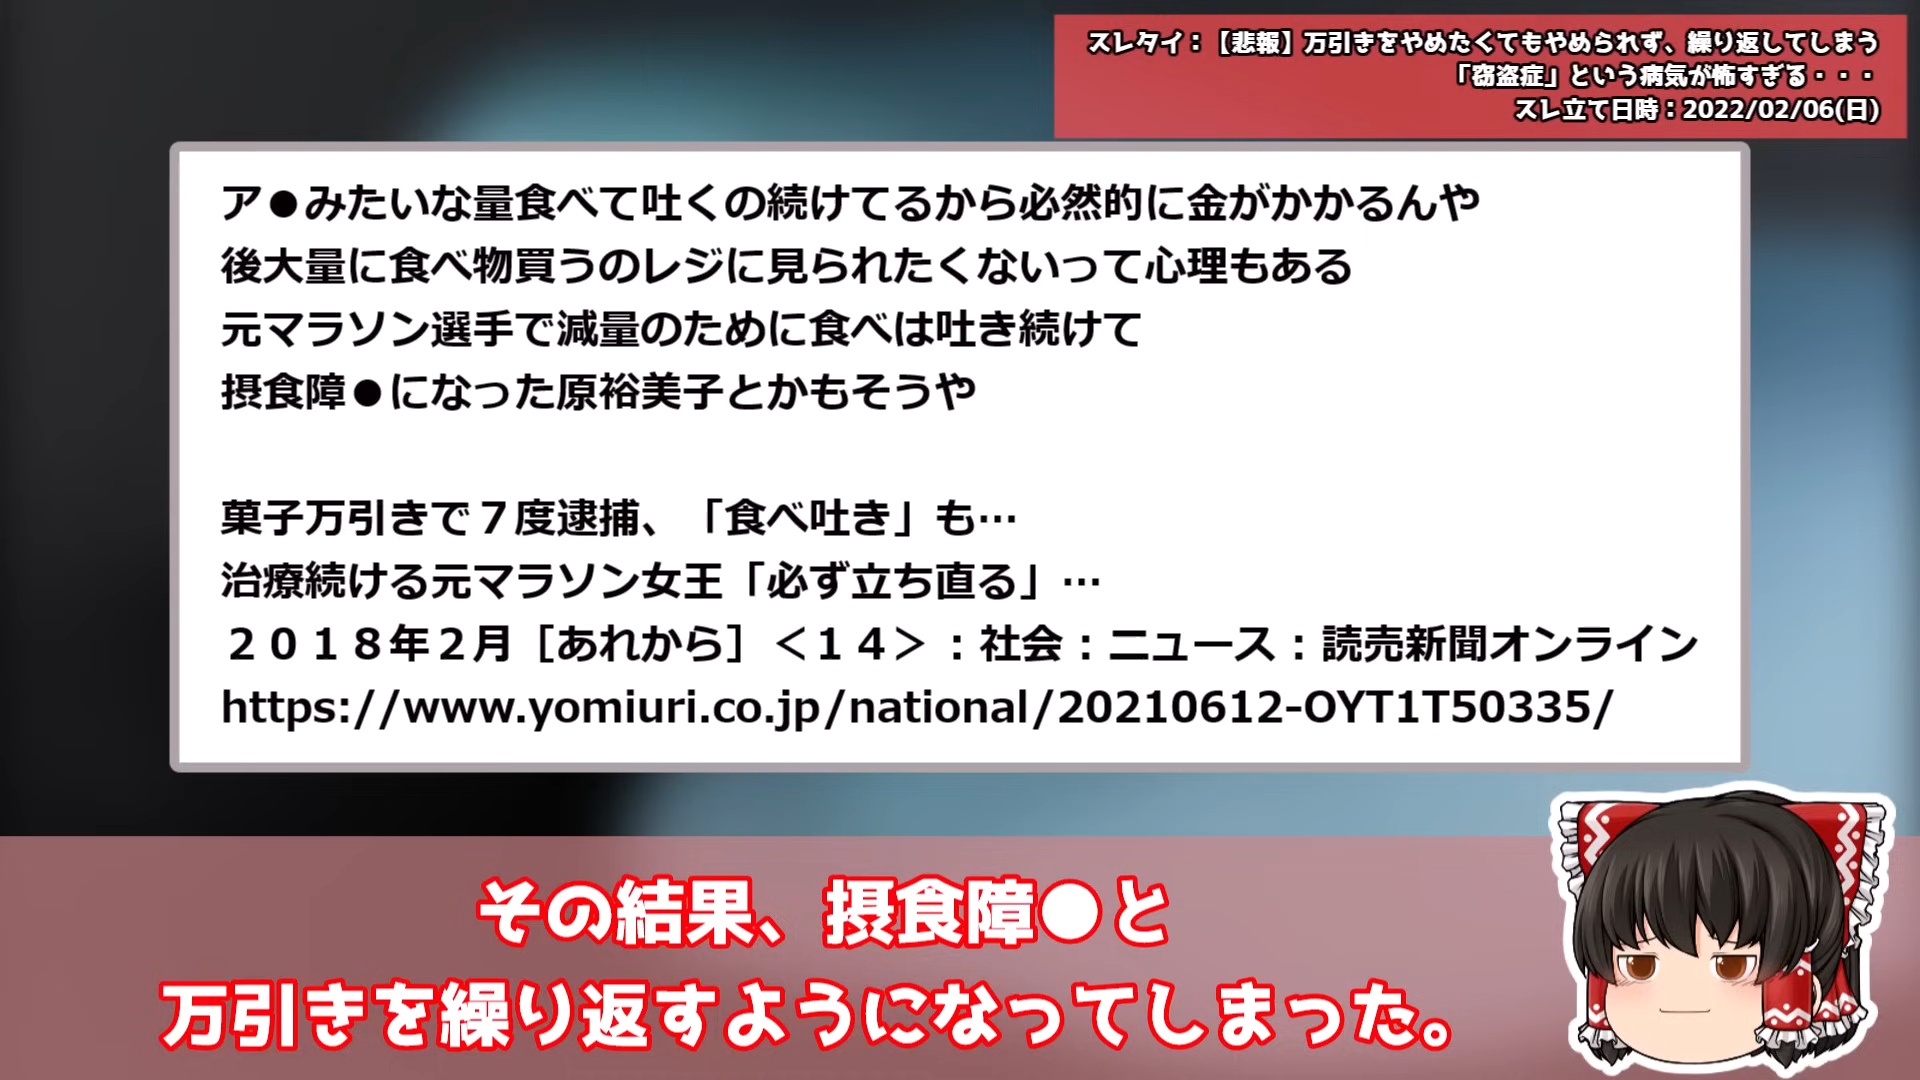 スレタイ：【悲報】万引きをやめたくてもやめられず、繰り返してしまう
「窃盗症」という病気が怖すぎる・・・
スレ立て日時：2022/02/06(日)
ア●みたいな量食べて吐くの続けてるから必然的に金がかかるんや
後大量に食べ物買うのレジに見られたくないって心理もある
元マラソン選手で減量のために食べは吐き続けて
摂食障●になった原裕美子とかもそうや
菓子万引きで７度逮捕、「食べ吐き」も…
治療続ける元マラソン女王「必ず立ち直る」…
２０１８年２月［あれから］＜１４＞：社会：ニュース：読売新聞オンライン
https://www.yomiuri.co.jp/national/20210612-OYT1T50335/
その結果、摂食障●と
万引きを繰り返すようになってしまった。